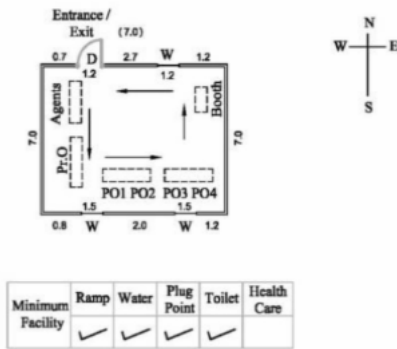 Entrance /
Exit (7.0)
N
W E
S
0.7 D 2.7 W 1.2
1.2 1.2
Agents
Booth
7.0
7.0
Pr.O
PO1 PO2 PO3 PO4
1.5 1.5
0.8 W 2.0 W 1.2
Minimum Facility
Ramp
Water
Plug Point
Toilet
Health Care